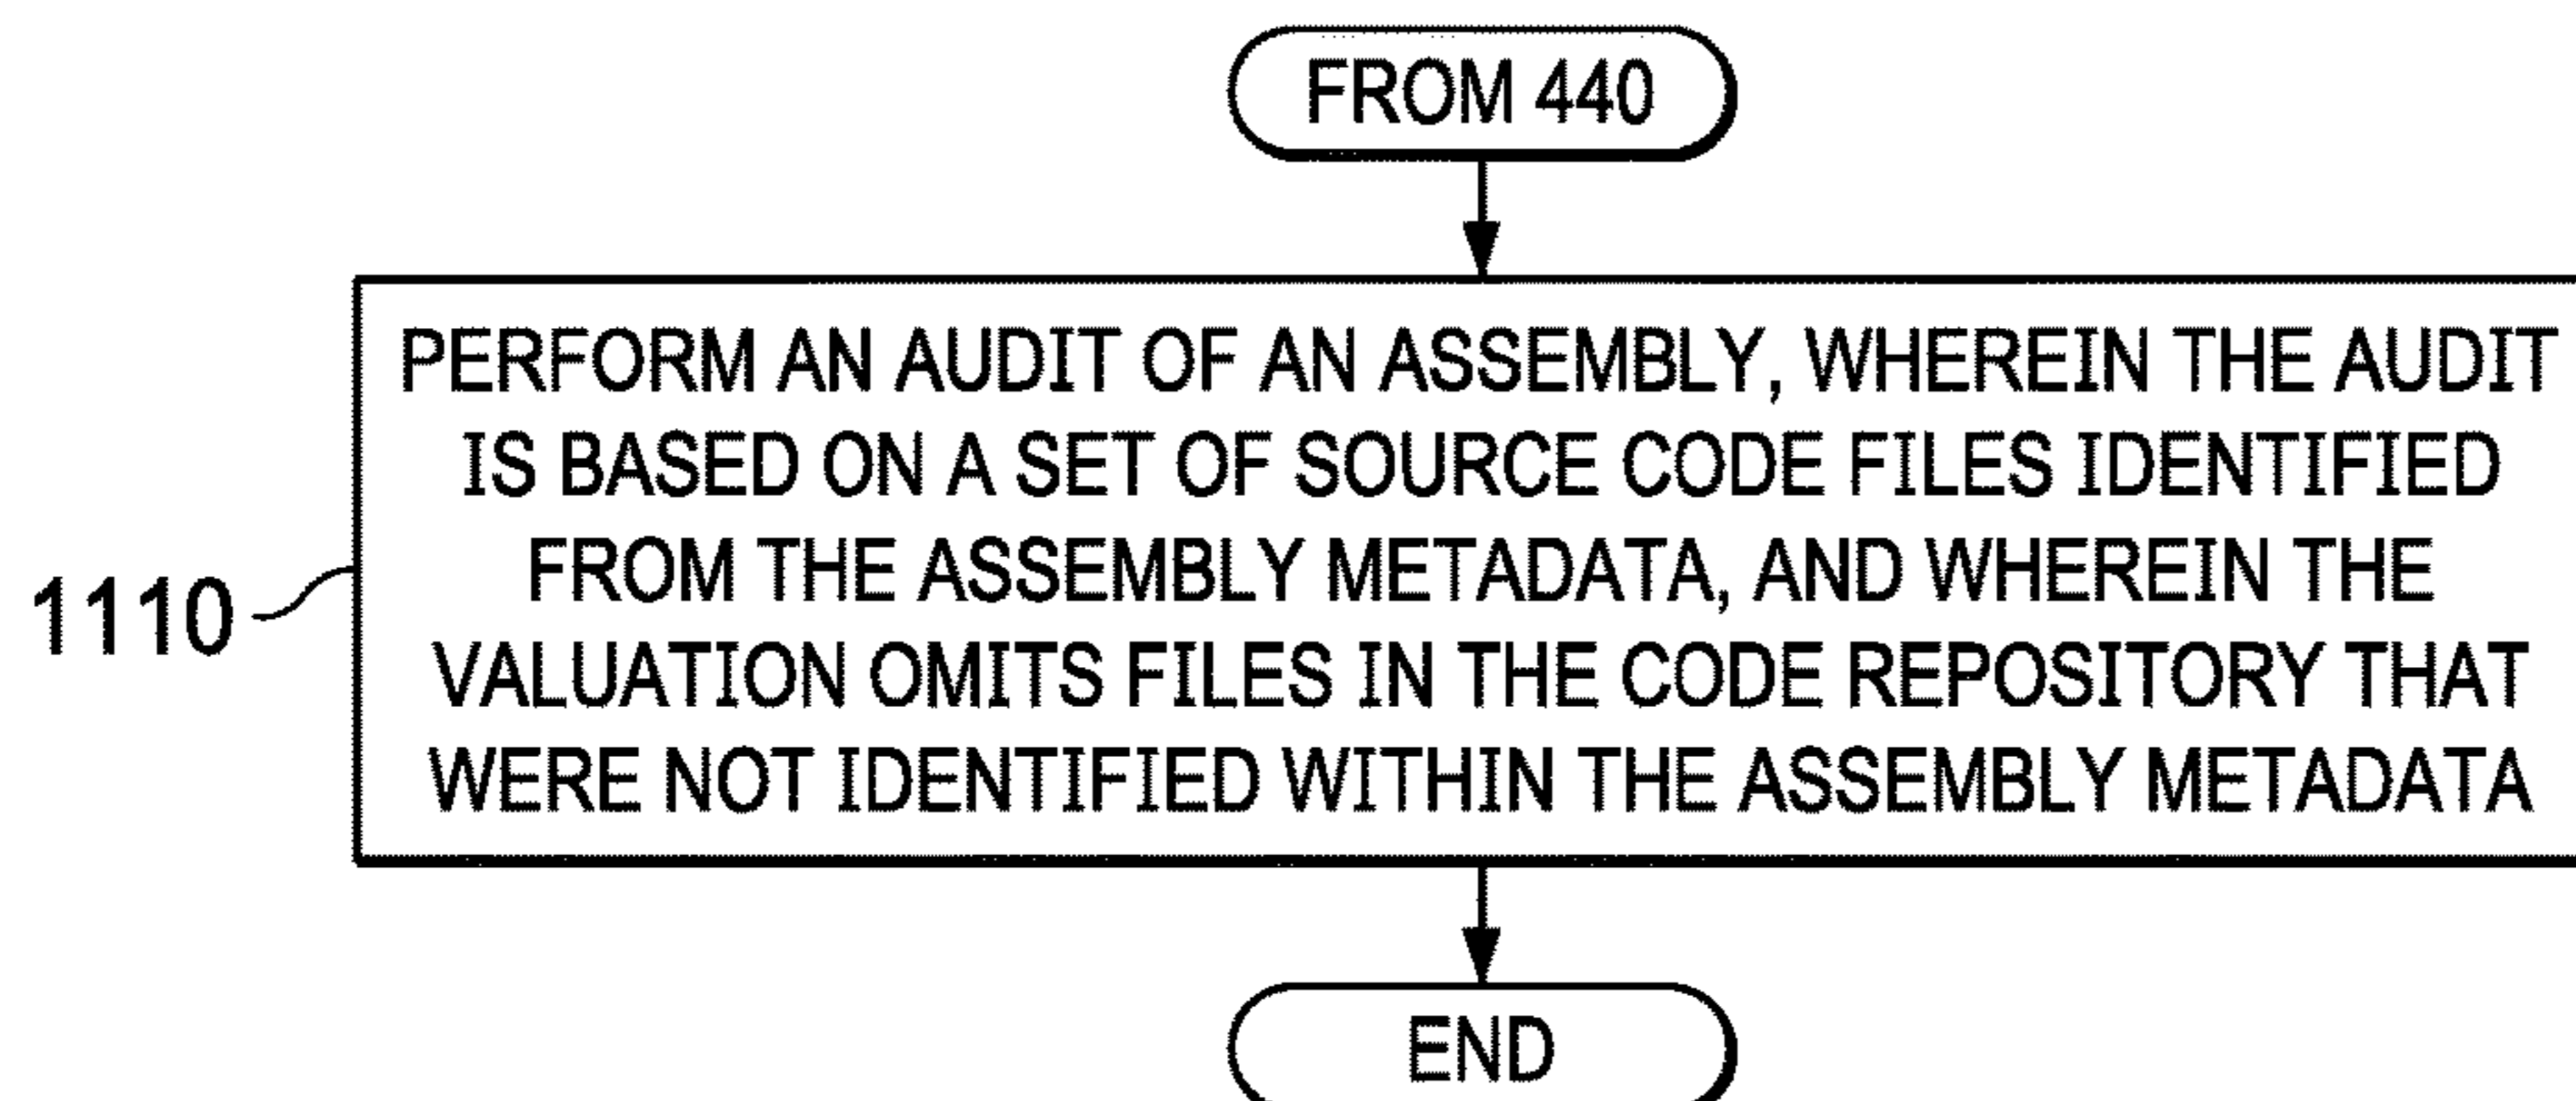 FROM 440
PERFORM AN AUDIT OF AN ASSEMBLY, WHEREIN THE AUDIT
IS BASED ON A SET OF SOURCE CODE FILES IDENTIFIED
FROM THE ASSEMBLY METADATA, AND WHEREIN THE
VALUATION OMITS FILES IN THE CODE REPOSITORY THAT
WERE NOT IDENTIFIED WITHIN THE ASSEMBLY METADATA
1110
END